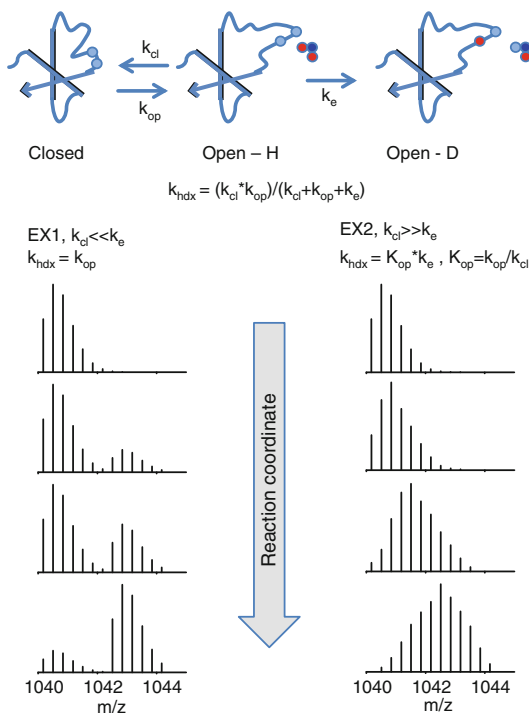 k_cl
k_op
k_e
Closed
Open – H
Open - D
k_hdx = (k_cl*k_op)/(k_cl+k_op+k_e)
EX1, k_cl<<k_e
k_hdx = k_op
EX2, k_cl>>k_e
k_hdx = K_op*k_e , K_op=k_op/k_cl
Reaction coordinate
1040 1042 1044
m/z
1040 1042 1044
m/z